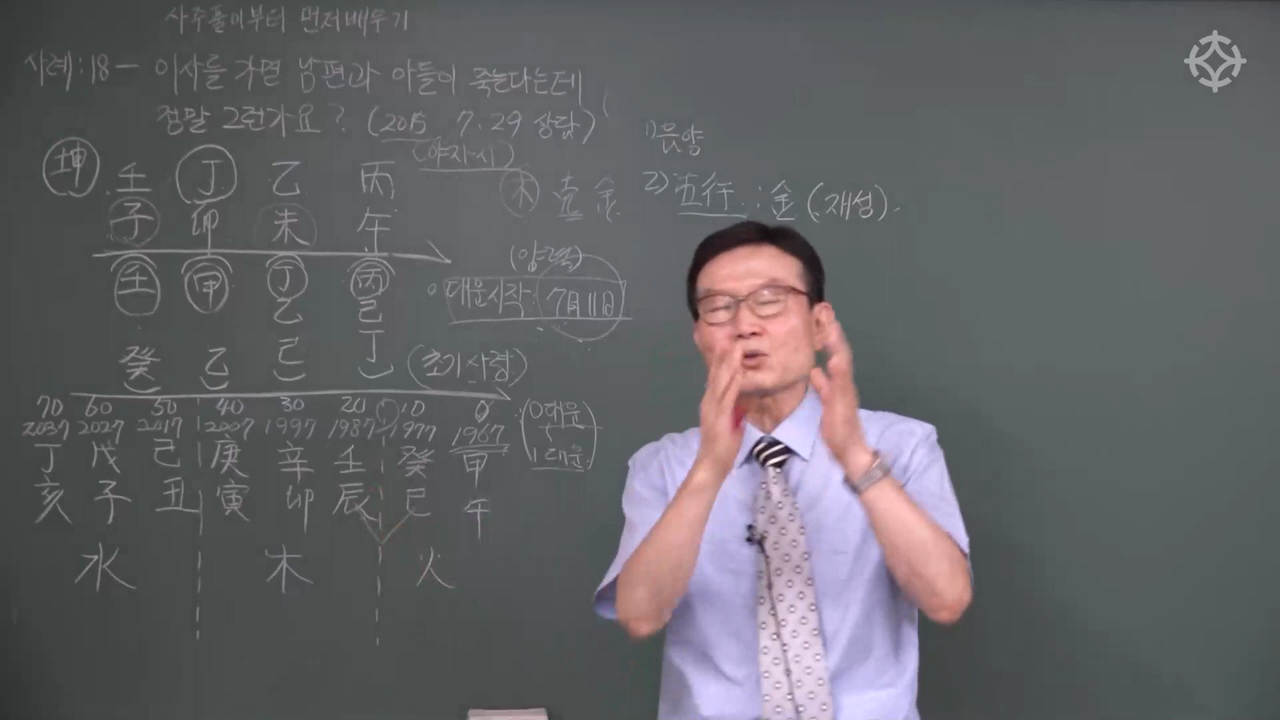 사주풀이부터 먼저배우기
사례:18 - 이사를 가면 남편과 아들이 죽는다는데
정말 그런가요? (2015 7.29 상담)
(야자시)
坤 壬 丁 乙 丙
子 卯 未 午
木 金
壬 甲 丁 丙
乙 己
癸 乙 己 丁 (초기사령)
(양력)
대운시작: 7月11日
70 60 50 40 30 20 10 0
2037 2027 2017 2007 1997 1987 1977 1967
丁 戊 己 庚 辛 壬 癸 甲
亥 子 丑 寅 卯 辰 巳 午
(0대운
1대운)
水 木 火
1) 음양
2) 五行 : 金 (재성).